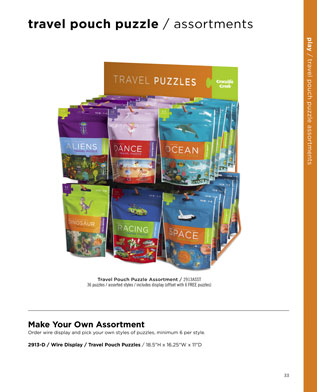 travel pouch puzzle / assortments
play / travel pouch puzzle assortments
TRAVEL PUZZLES
Crocodile Creek
ALIENS
DANCE
OCEAN
DINOSAUR
RACING
SPACE
Travel Pouch Puzzle Assortment /
36 puzzles / assorted styles / includes display (offset with 6 FREE puzzles)
Make Your Own Assortment
Order wire display and pick your own styles of puzzles, minimum 6 per style.
2913-D / Wire Display / Travel Pouch Puzzles / 18.5"H x 16.25"W x 11"D
33